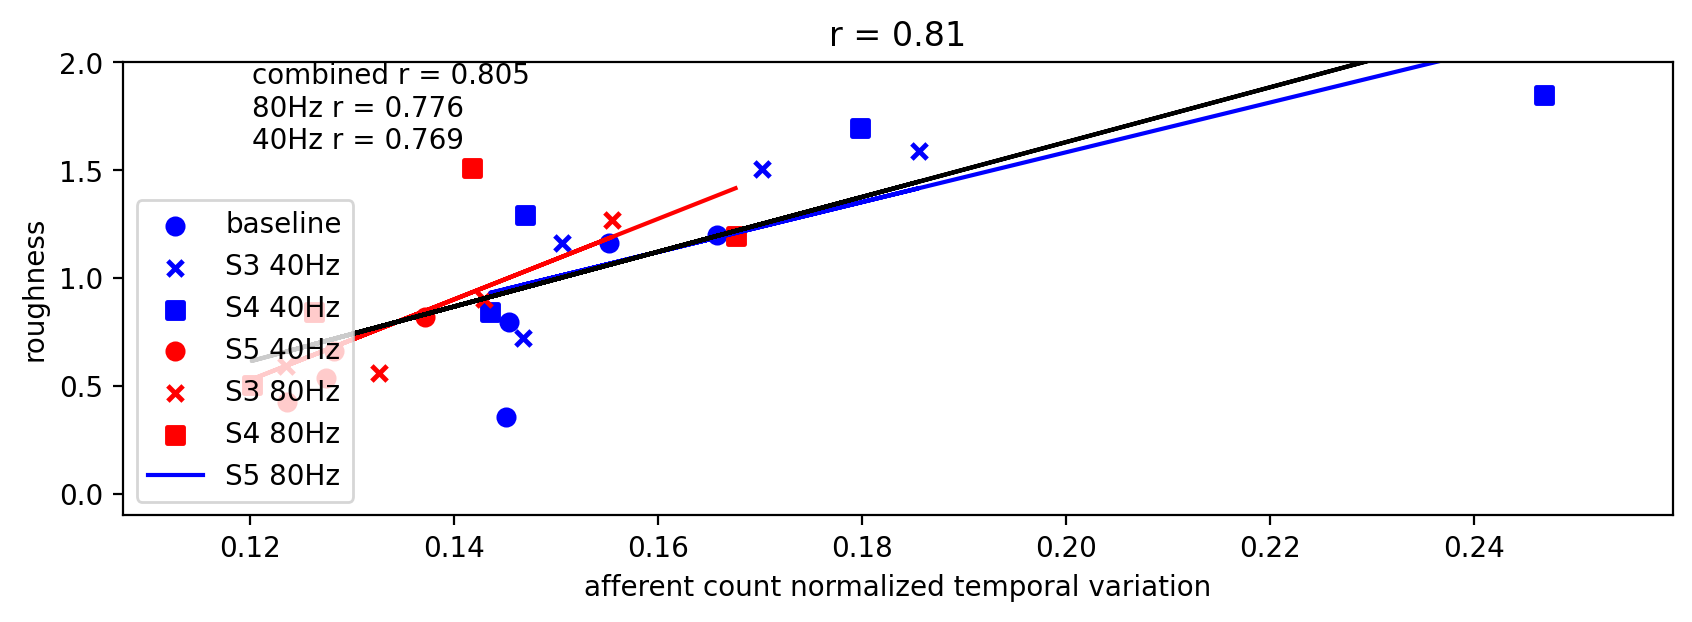 r = 0.81
combined r = 0.805
80Hz r = 0.776
40Hz r = 0.769
2.0
1.5
1.0
0.5
0.0
roughness
baseline
S3 40Hz
S4 40Hz
S5 40Hz
S3 80Hz
S4 80Hz
S5 80Hz
0.12 0.14 0.16 0.18 0.20 0.22 0.24
afferent count normalized temporal variation